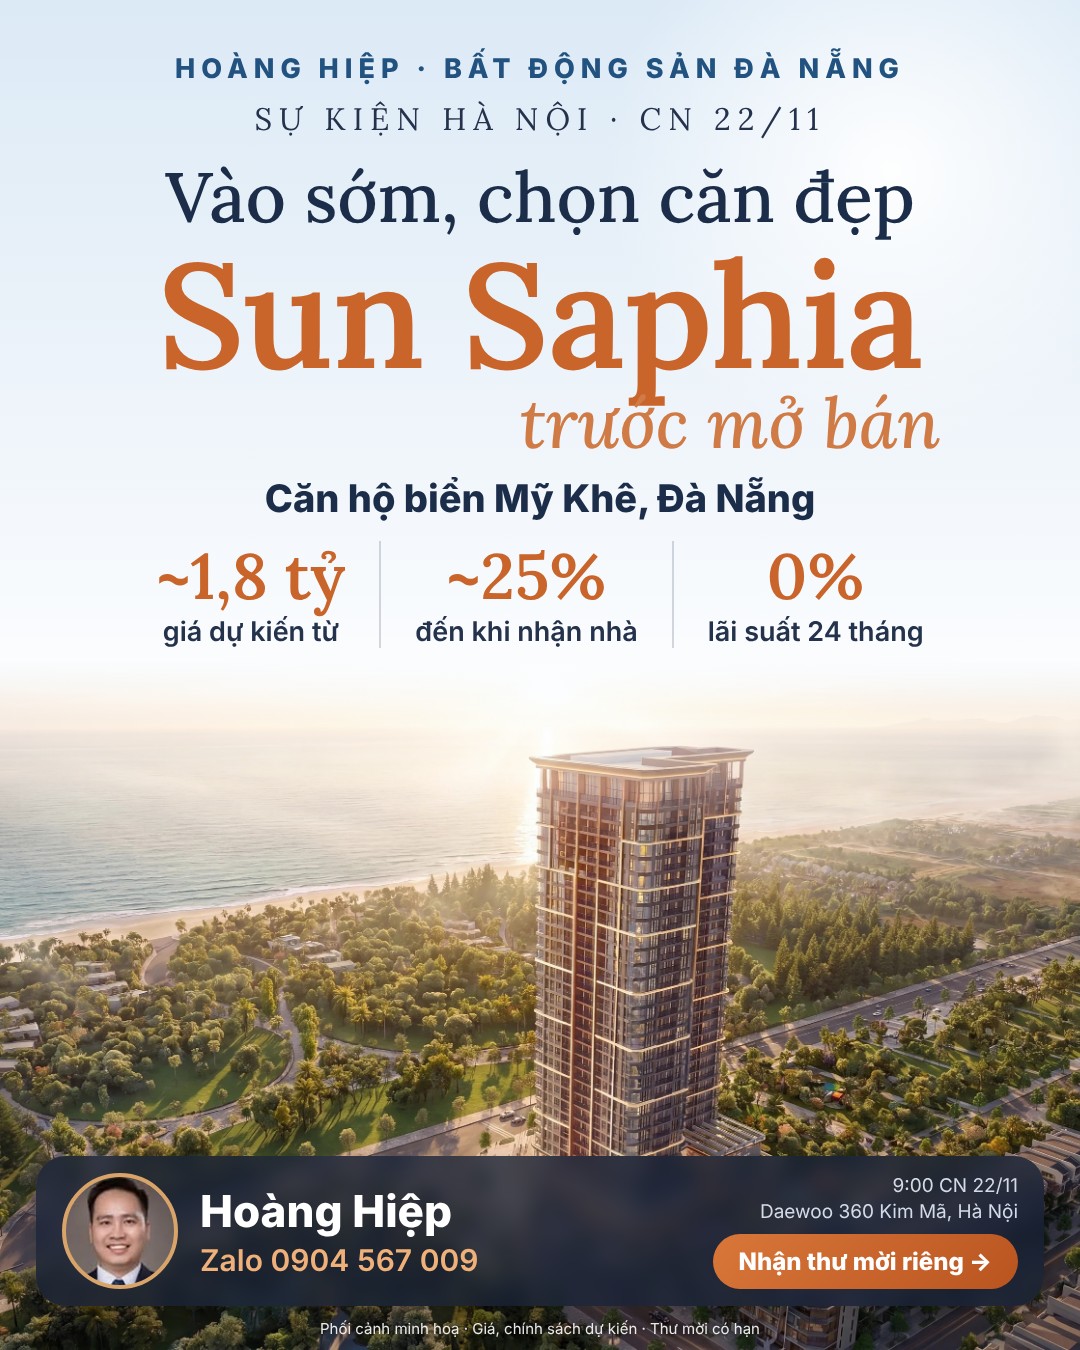 HOÀNG HIỆP · BẤT ĐỘNG SẢN ĐÀ NẴNG
SỰ KIỆN HÀ NỘI · CN 22/11
Vào sớm, chọn căn đẹp
Sun Saphia
trước mở bán
Căn hộ biển Mỹ Khê, Đà Nẵng
~1,8 tỷ
giá dự kiến từ
~25%
đến khi nhận nhà
0%
lãi suất 24 tháng
Hoàng Hiệp
Zalo 0904 567 009
9:00 CN 22/11
Daewoo 360 Kim Mã, Hà Nội
Nhận thư mời riêng →
Phối cảnh minh hoạ · Giá, chính sách dự kiến · Thư mời có hạn